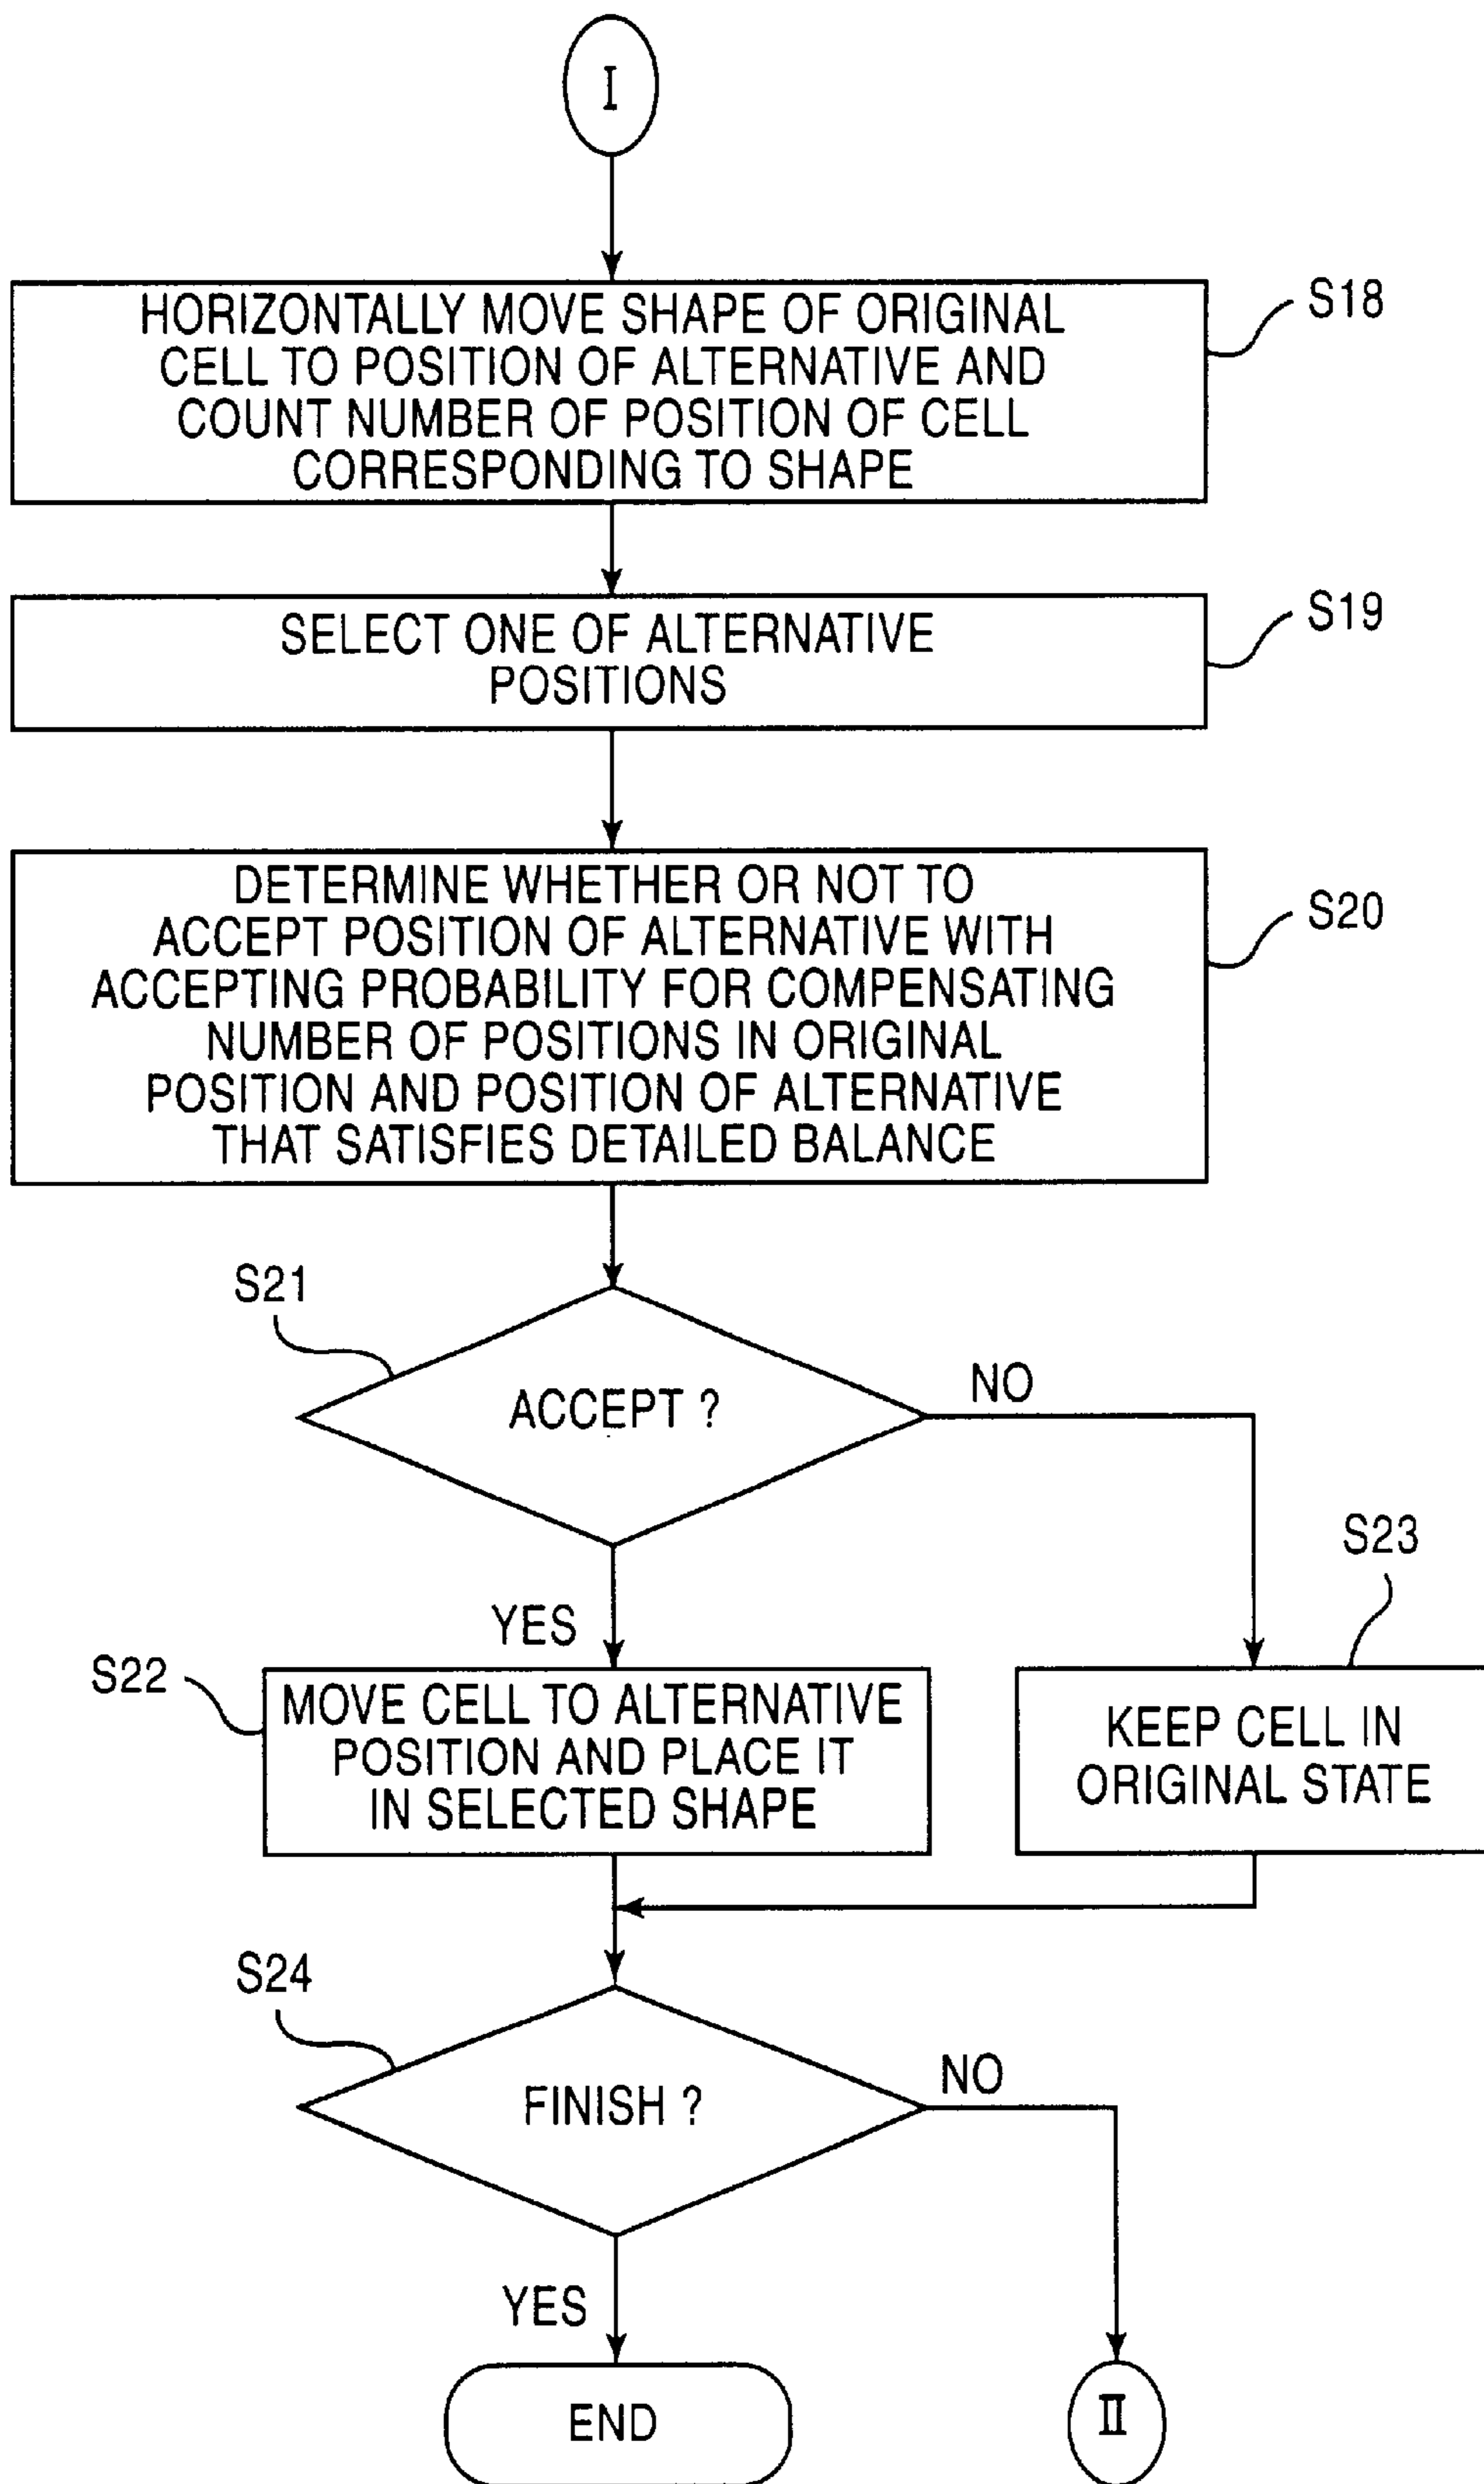 I
HORIZONTALLY MOVE SHAPE OF ORIGINAL
CELL TO POSITION OF ALTERNATIVE AND
COUNT NUMBER OF POSITION OF CELL
CORRESPONDING TO SHAPE
S18
SELECT ONE OF ALTERNATIVE
POSITIONS
S19
DETERMINE WHETHER OR NOT TO
ACCEPT POSITION OF ALTERNATIVE WITH
ACCEPTING PROBABILITY FOR COMPENSATING
NUMBER OF POSITIONS IN ORIGINAL
POSITION AND POSITION OF ALTERNATIVE
THAT SATISFIES DETAILED BALANCE
S20
S21
ACCEPT ?
NO
YES
S22
MOVE CELL TO ALTERNATIVE
POSITION AND PLACE IT
IN SELECTED SHAPE
S23
KEEP CELL IN
ORIGINAL STATE
S24
FINISH ?
NO
YES
END
II